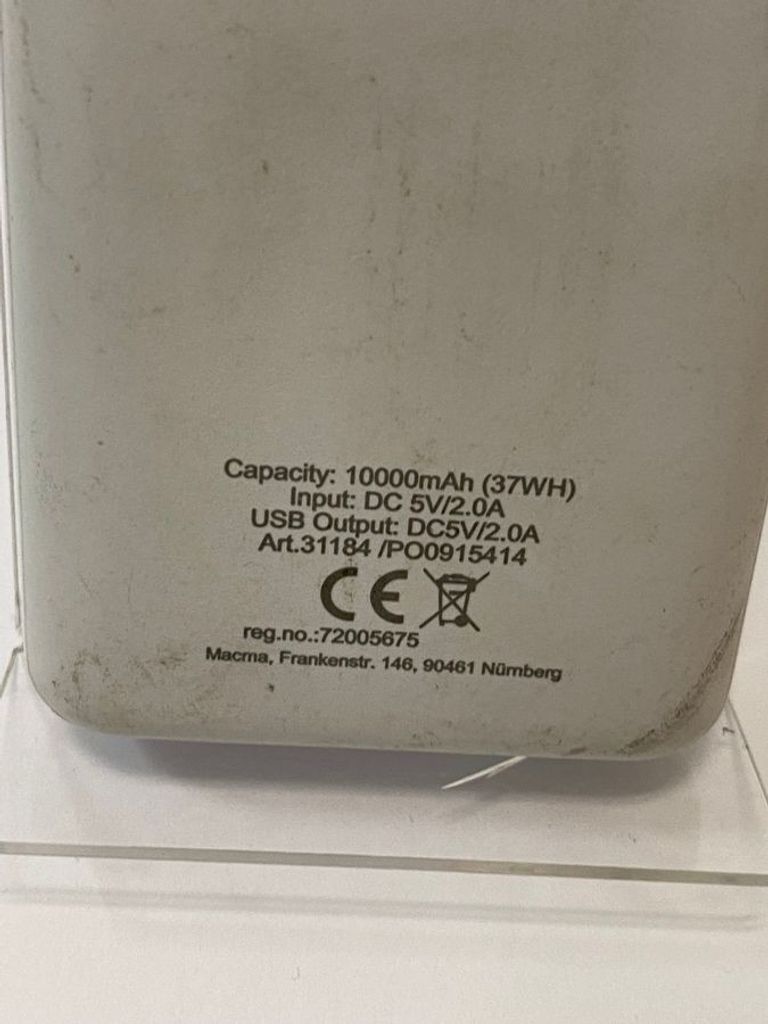 Capacity: 10000mAh (37WH)
Input: DC 5V/2.0A
USB Output: DC5V/2.0A
Art.31184 /PO0915414
CE
reg.no.:72005675
Macma, Frankenstr. 146, 90461 Nürnberg